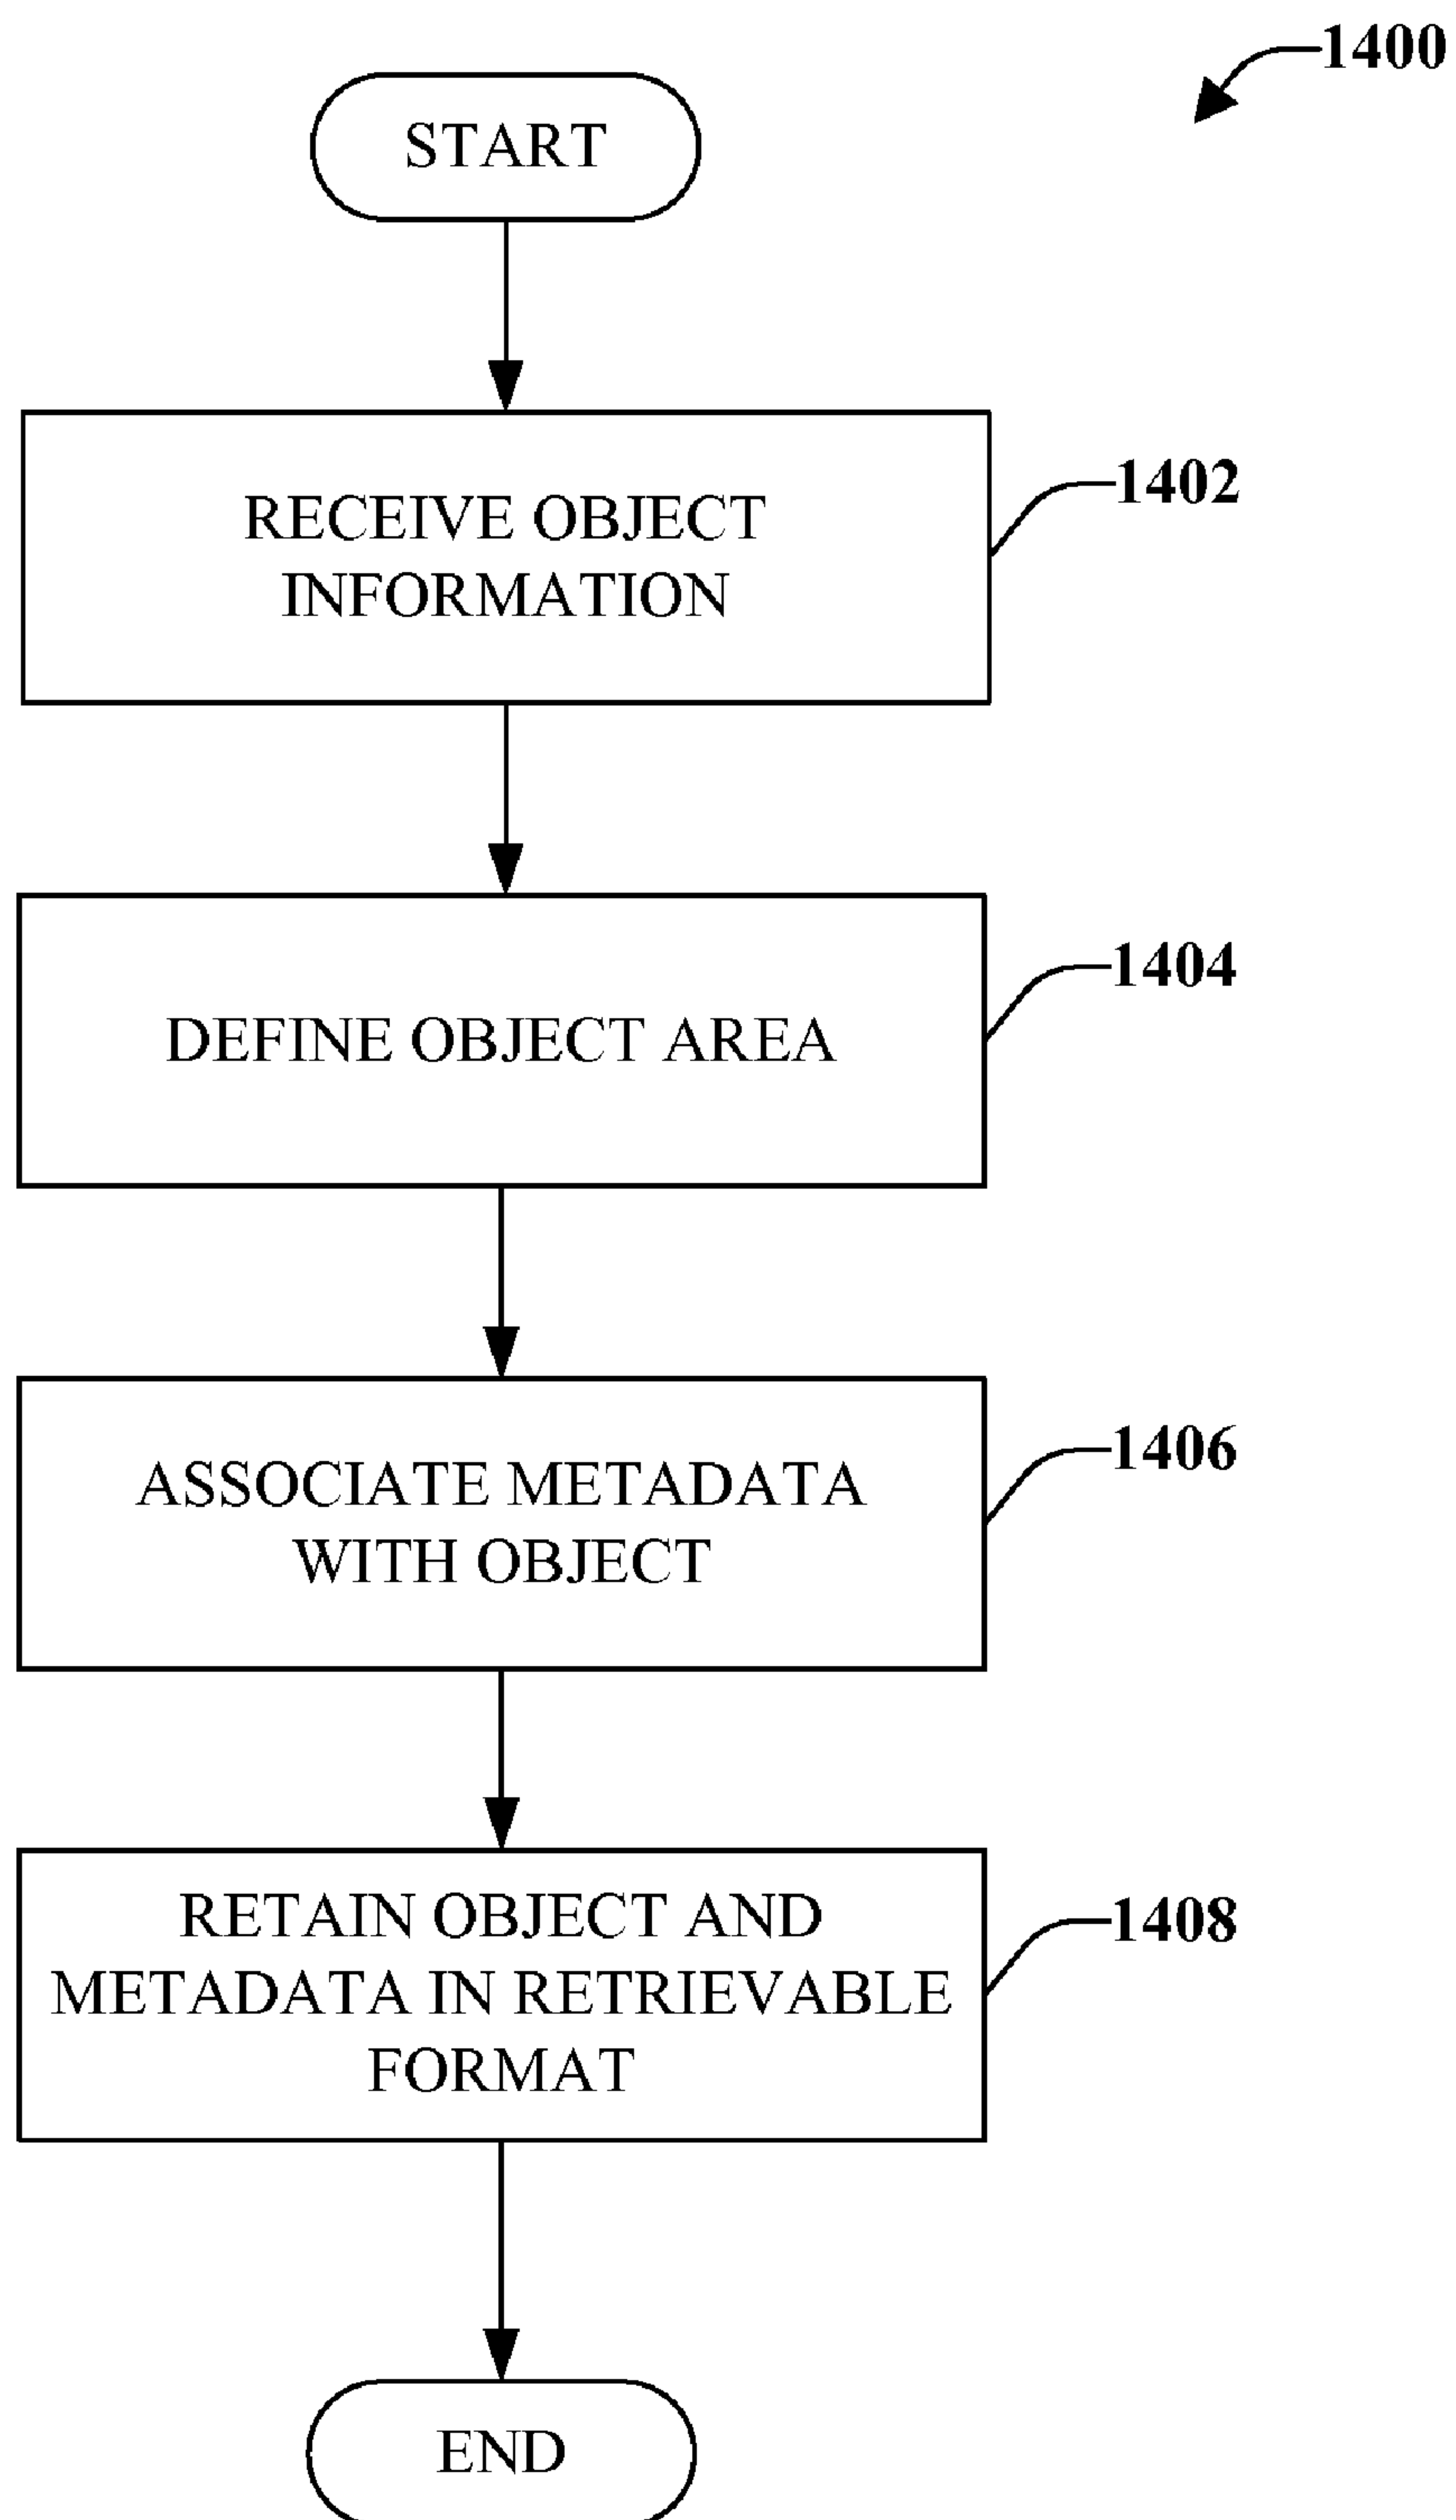 1400
START
RECEIVE OBJECT
INFORMATION
1402
DEFINE OBJECT AREA
1404
ASSOCIATE METADATA
WITH OBJECT
1406
RETAIN OBJECT AND
METADATA IN RETRIEVABLE
FORMAT
1408
END